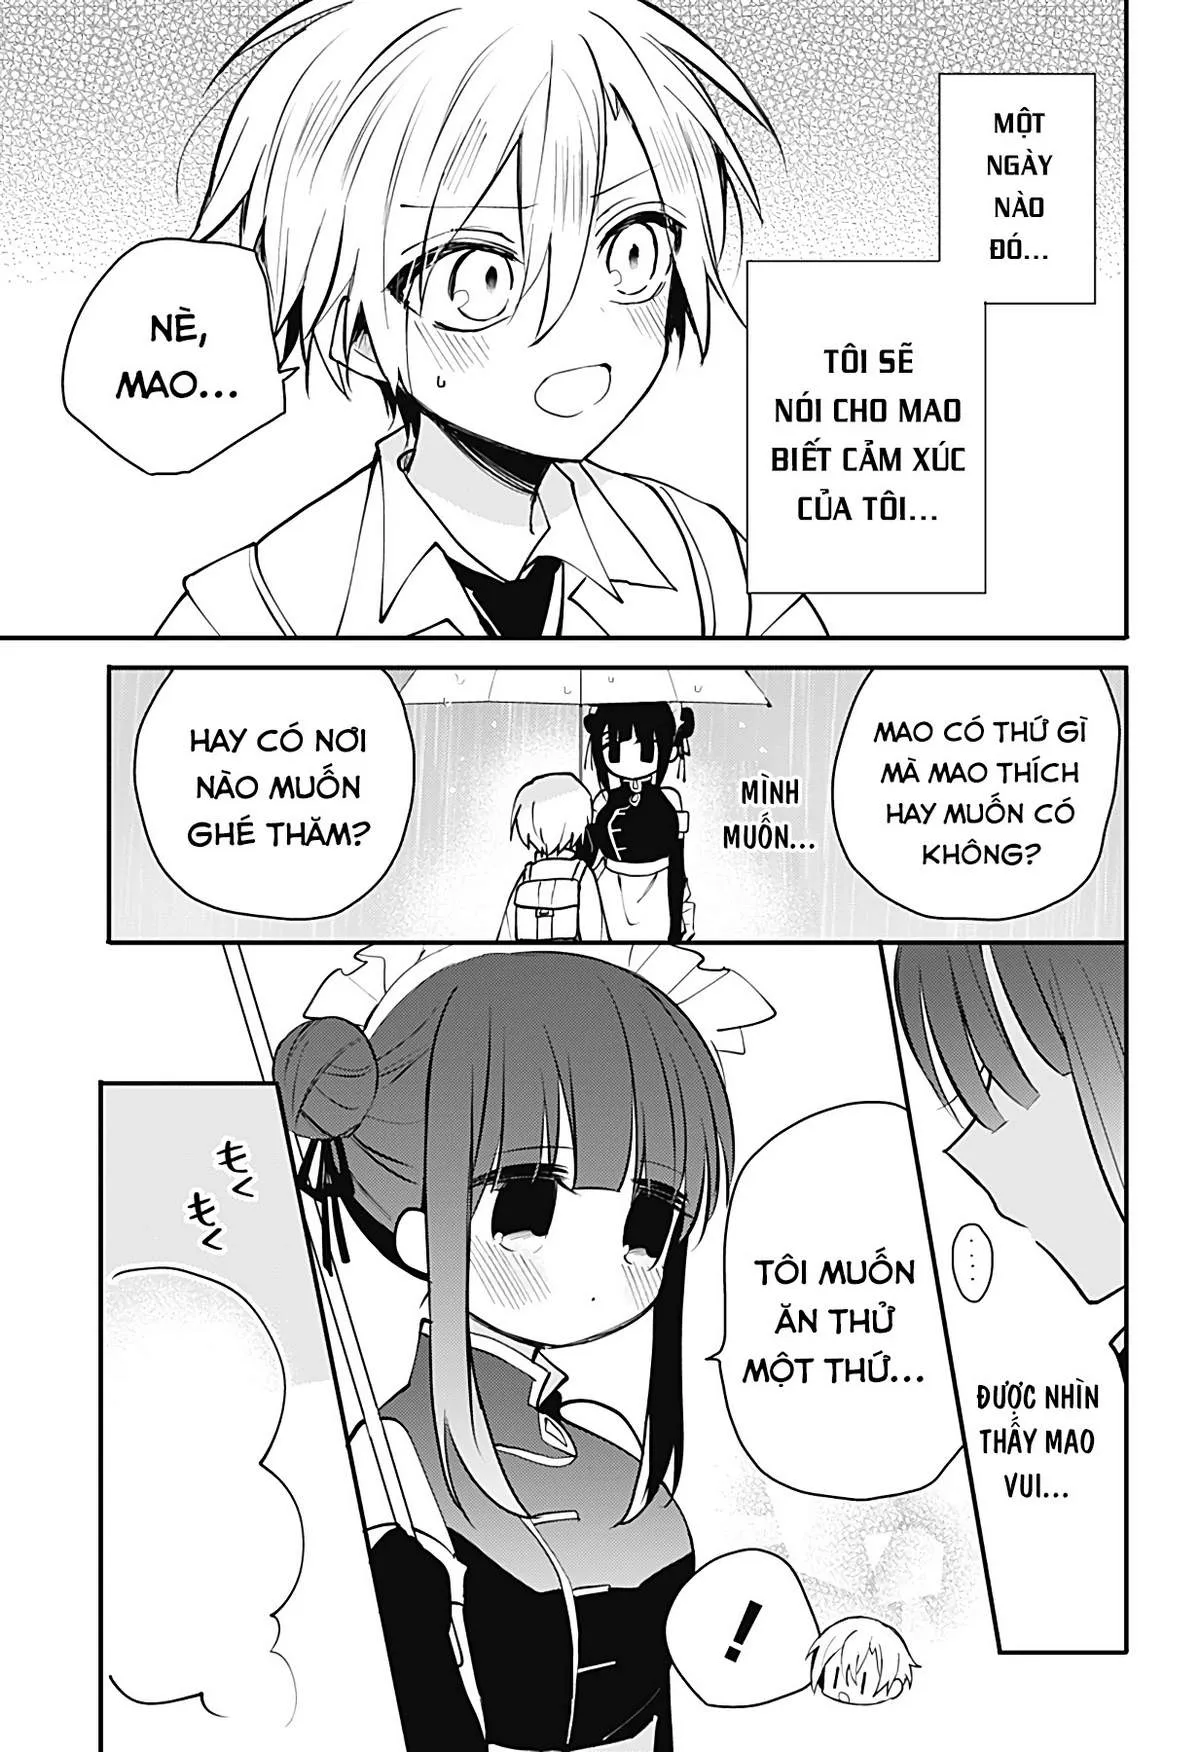 MỘT
NGÀY
NÀO
ĐÓ...
TÔI SẼ
NÓI CHO MAO
BIẾT CẢM XÚC
CỦA TÔI...
NÈ,
MAO...
MAO CÓ THỨ GÌ
MÀ MAO THÍCH
HAY MUỐN CÓ
KHÔNG?
MÌNH
MUỐN...
HAY CÓ NƠI
NÀO MUỐN
GHÉ THĂM?
.....
ĐƯỢC NHÌN
THẤY MAO
VUI...
TÔI MUỐN
ĂN THỬ
MỘT THỨ...
!
もく
もく